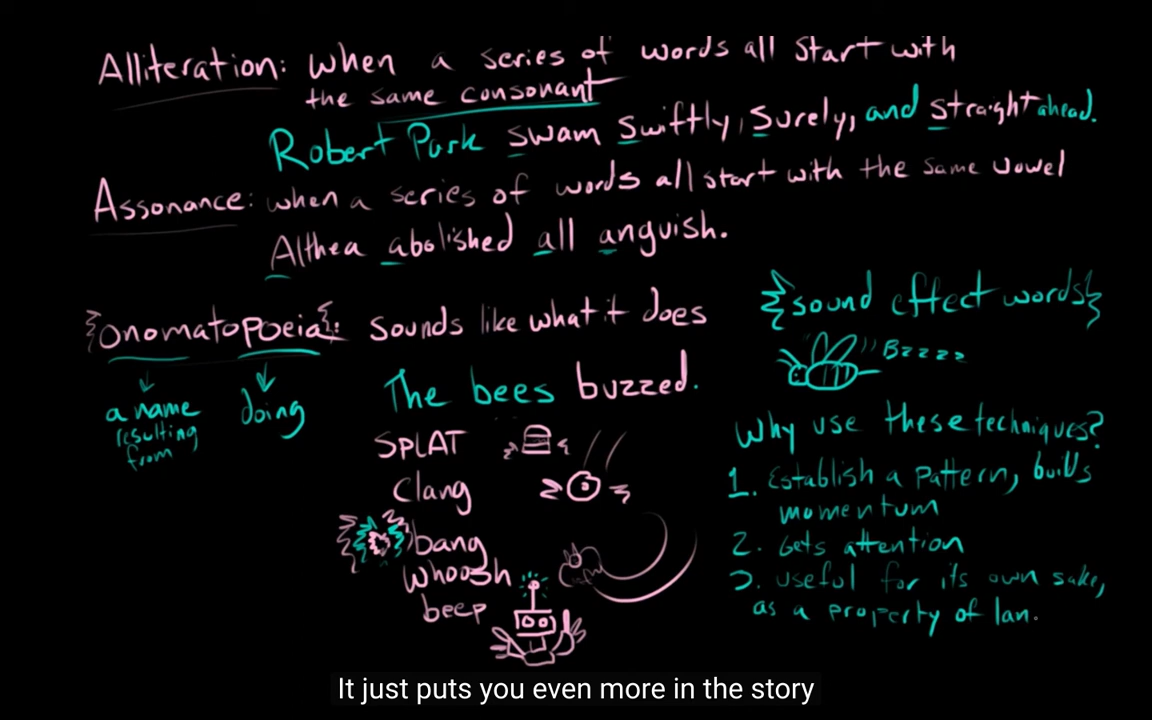 Alliteration: when a series of words all start with
the same consonant
Robert Park swam swiftly, surely, and straight ahead.
Assonance: when a series of words all start with the same vowel
Althea abolished all anguish.
onomatopoeia: sounds like what it does
a name
resulting
from
doing
The bees buzzed.
SPLAT
Clang
bang
whoosh
beep
sound effect words!
Bzzzz
Why use these techniques?
1. Establish a pattern, builds
momentum
2. Gets attention
3. useful for its own sake,
as a property of lan
It just puts you even more in the story